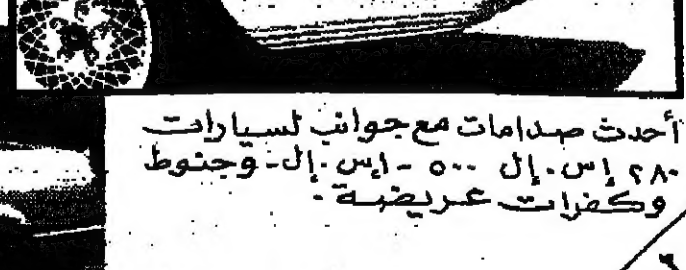 أحدث صدامات مع جوانب لسيارات
٢٨٠ إس.إل ٥٠٠ -إس.إل- وجنوط
وكفرات عريضة.